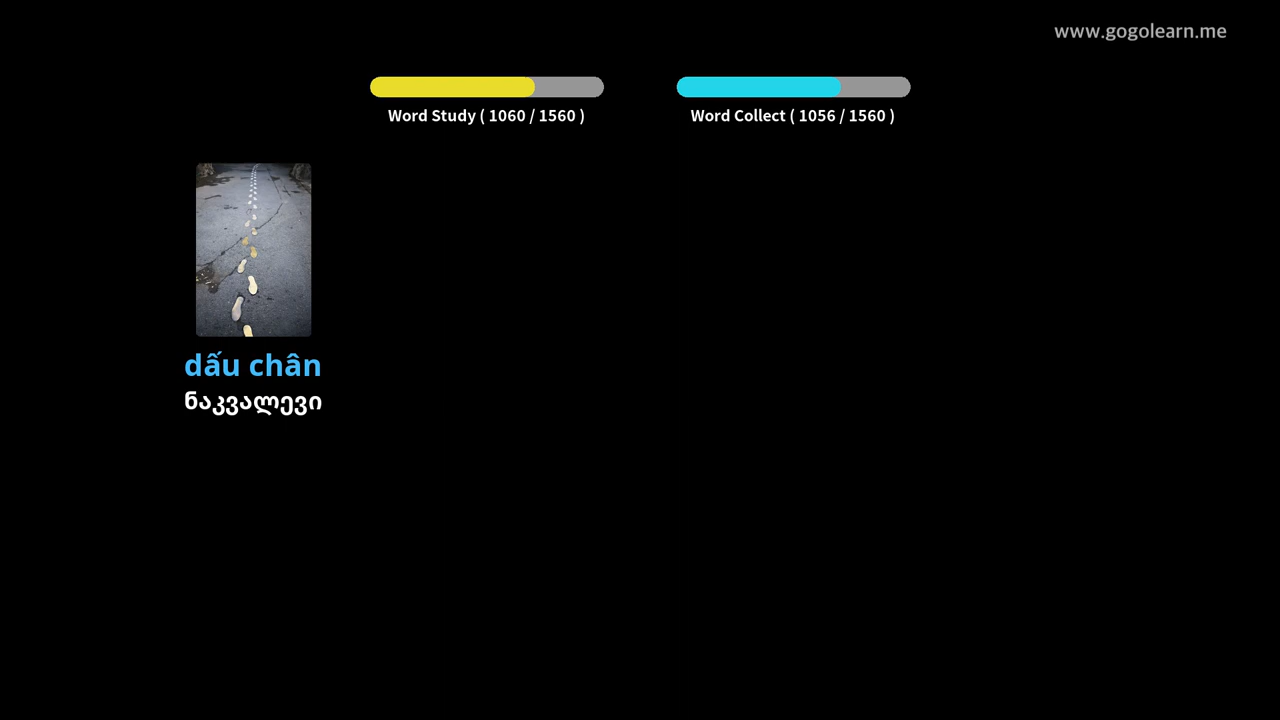 www.gogolearn.me
Word Study ( 1060 / 1560 )
Word Collect ( 1056 / 1560 )
dấu chân
ნაკვალევი